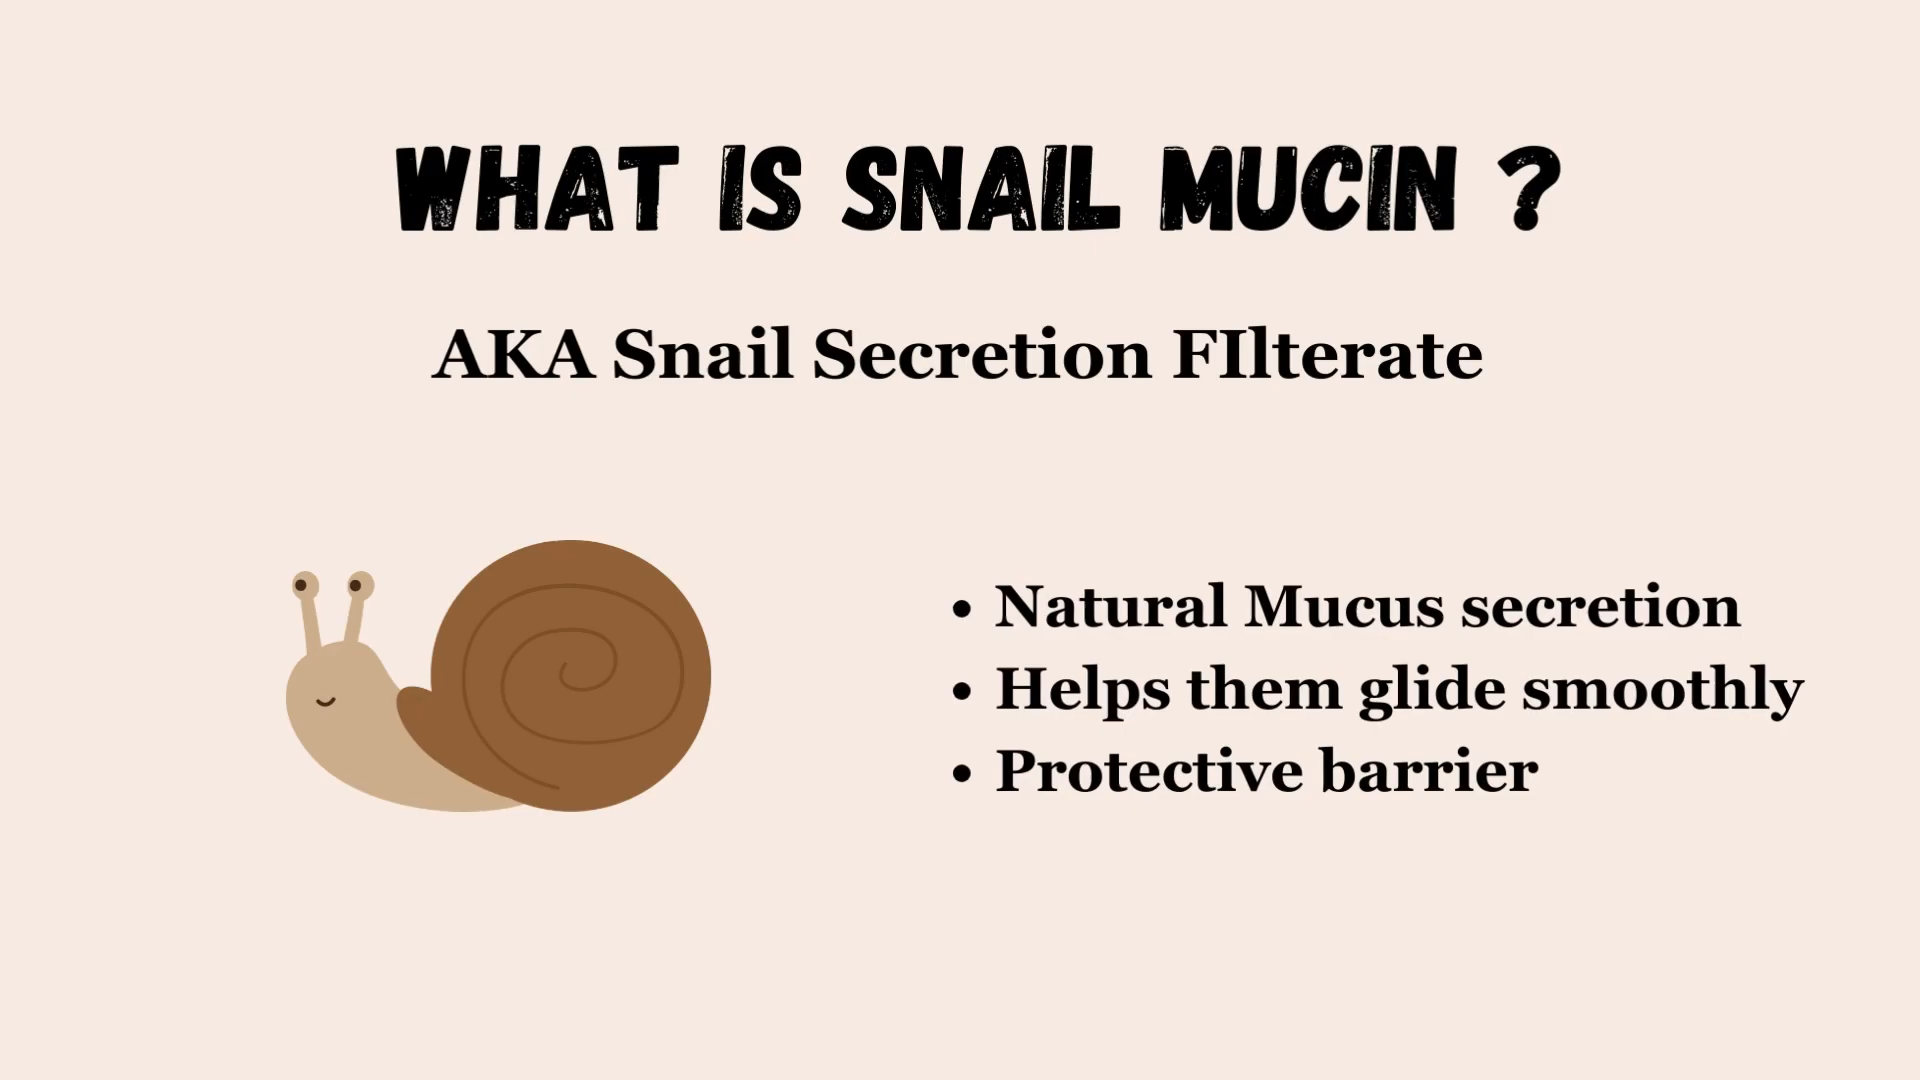 WHAT IS SNAIL MUCIN ?
AKA Snail Secretion FIlterate
• Natural Mucus secretion
• Helps them glide smoothly
• Protective barrier